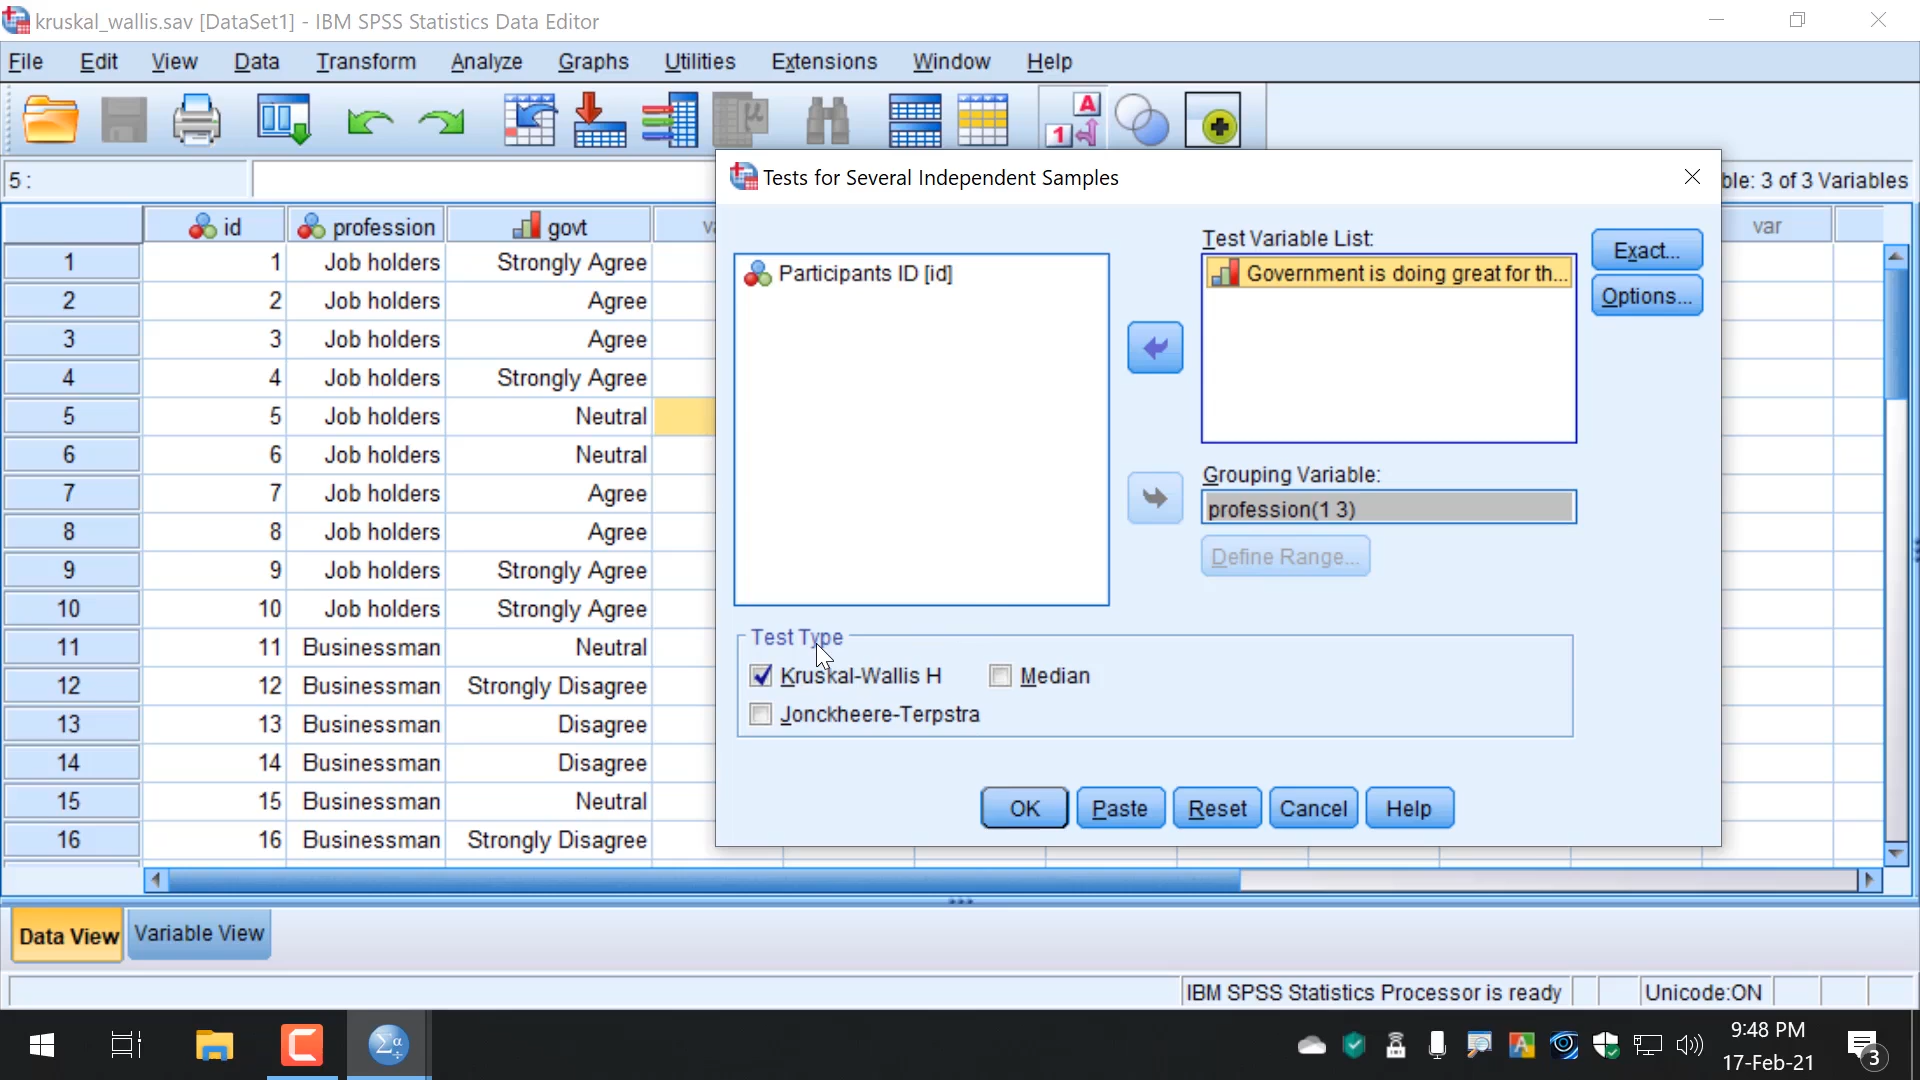 kruskal_wallis.sav [DataSet1] - IBM SPSS Statistics Data Editor
File Edit View Data Transform Analyze Graphs Utilities Extensions Window Help
5 :
ble: 3 of 3 Variables
id profession govt var
1 1 Job holders Strongly Agree
2 2 Job holders Agree
3 3 Job holders Agree
4 4 Job holders Strongly Agree
5 5 Job holders Neutral
6 6 Job holders Neutral
7 7 Job holders Agree
8 8 Job holders Agree
9 9 Job holders Strongly Agree
10 10 Job holders Strongly Agree
11 11 Businessman Neutral
12 12 Businessman Strongly Disagree
13 13 Businessman Disagree
14 14 Businessman Disagree
15 15 Businessman Neutral
16 16 Businessman Strongly Disagree
Tests for Several Independent Samples
Participants ID [id]
Test Variable List:
Government is doing great for th...
Exact...
Options...
Grouping Variable:
profession(1 3)
Define Range...
Test Type
Kruskal-Wallis H Median
Jonckheere-Terpstra
OK Paste Reset Cancel Help
Data View Variable View
IBM SPSS Statistics Processor is ready Unicode:ON
9:48 PM
17-Feb-21
3